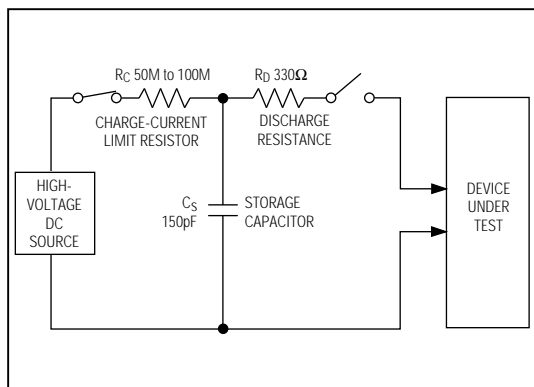 RC 50M to 100M
CHARGE-CURRENT
LIMIT RESISTOR
RD 330Ω
DISCHARGE
RESISTANCE
HIGH-
VOLTAGE
DC
SOURCE
CS
150pF
STORAGE
CAPACITOR
DEVICE
UNDER
TEST